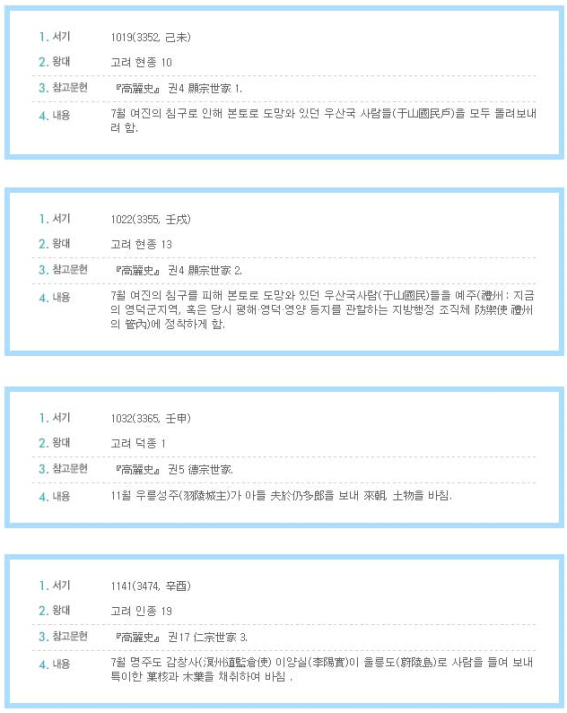 1. 서기 1019(3352, 己未)
2. 왕대 고려 현종 10
3. 참고문헌 『高麗史』 권4 顯宗世家 1.
4. 내용 7월 여진의 침구로 인해 본토로 도망와 있던 우산국 사람들(于山國民戶)을 모두 돌려보내
려 함.
1. 서기 1022(3355, 壬戌)
2. 왕대 고려 현종 13
3. 참고문헌 『高麗史』 권4 顯宗世家 2.
4. 내용 7월 여진의 침구를 피해 본토로 도망와 있던 우산국사람(于山國民)들을 예주(禮州 : 지금
의 영덕군지역, 혹은 당시 평해·영덕·영양 등지를 관할하는 지방행정 조직체 防禦使 禮州
의 管內)에 정착하게 함.
1. 서기 1032(3365, 壬申)
2. 왕대 고려 덕종 1
3. 참고문헌 『高麗史』 권5 德宗世家.
4. 내용 11월 우릉성주(羽陵城主)가 아들 夫於仍多郎을 보내 來朝, 土物을 바침.
1. 서기 1141(3474, 辛酉)
2. 왕대 고려 인종 19
3. 참고문헌 『高麗史』 권17 仁宗世家 3.
4. 내용 7월 명주도 감창사(溟州道監倉使) 이양실(李陽實)이 울릉도(蔚陵島)로 사람을 들여 보내
특이한 菓核과 木葉을 채취하여 바침 .